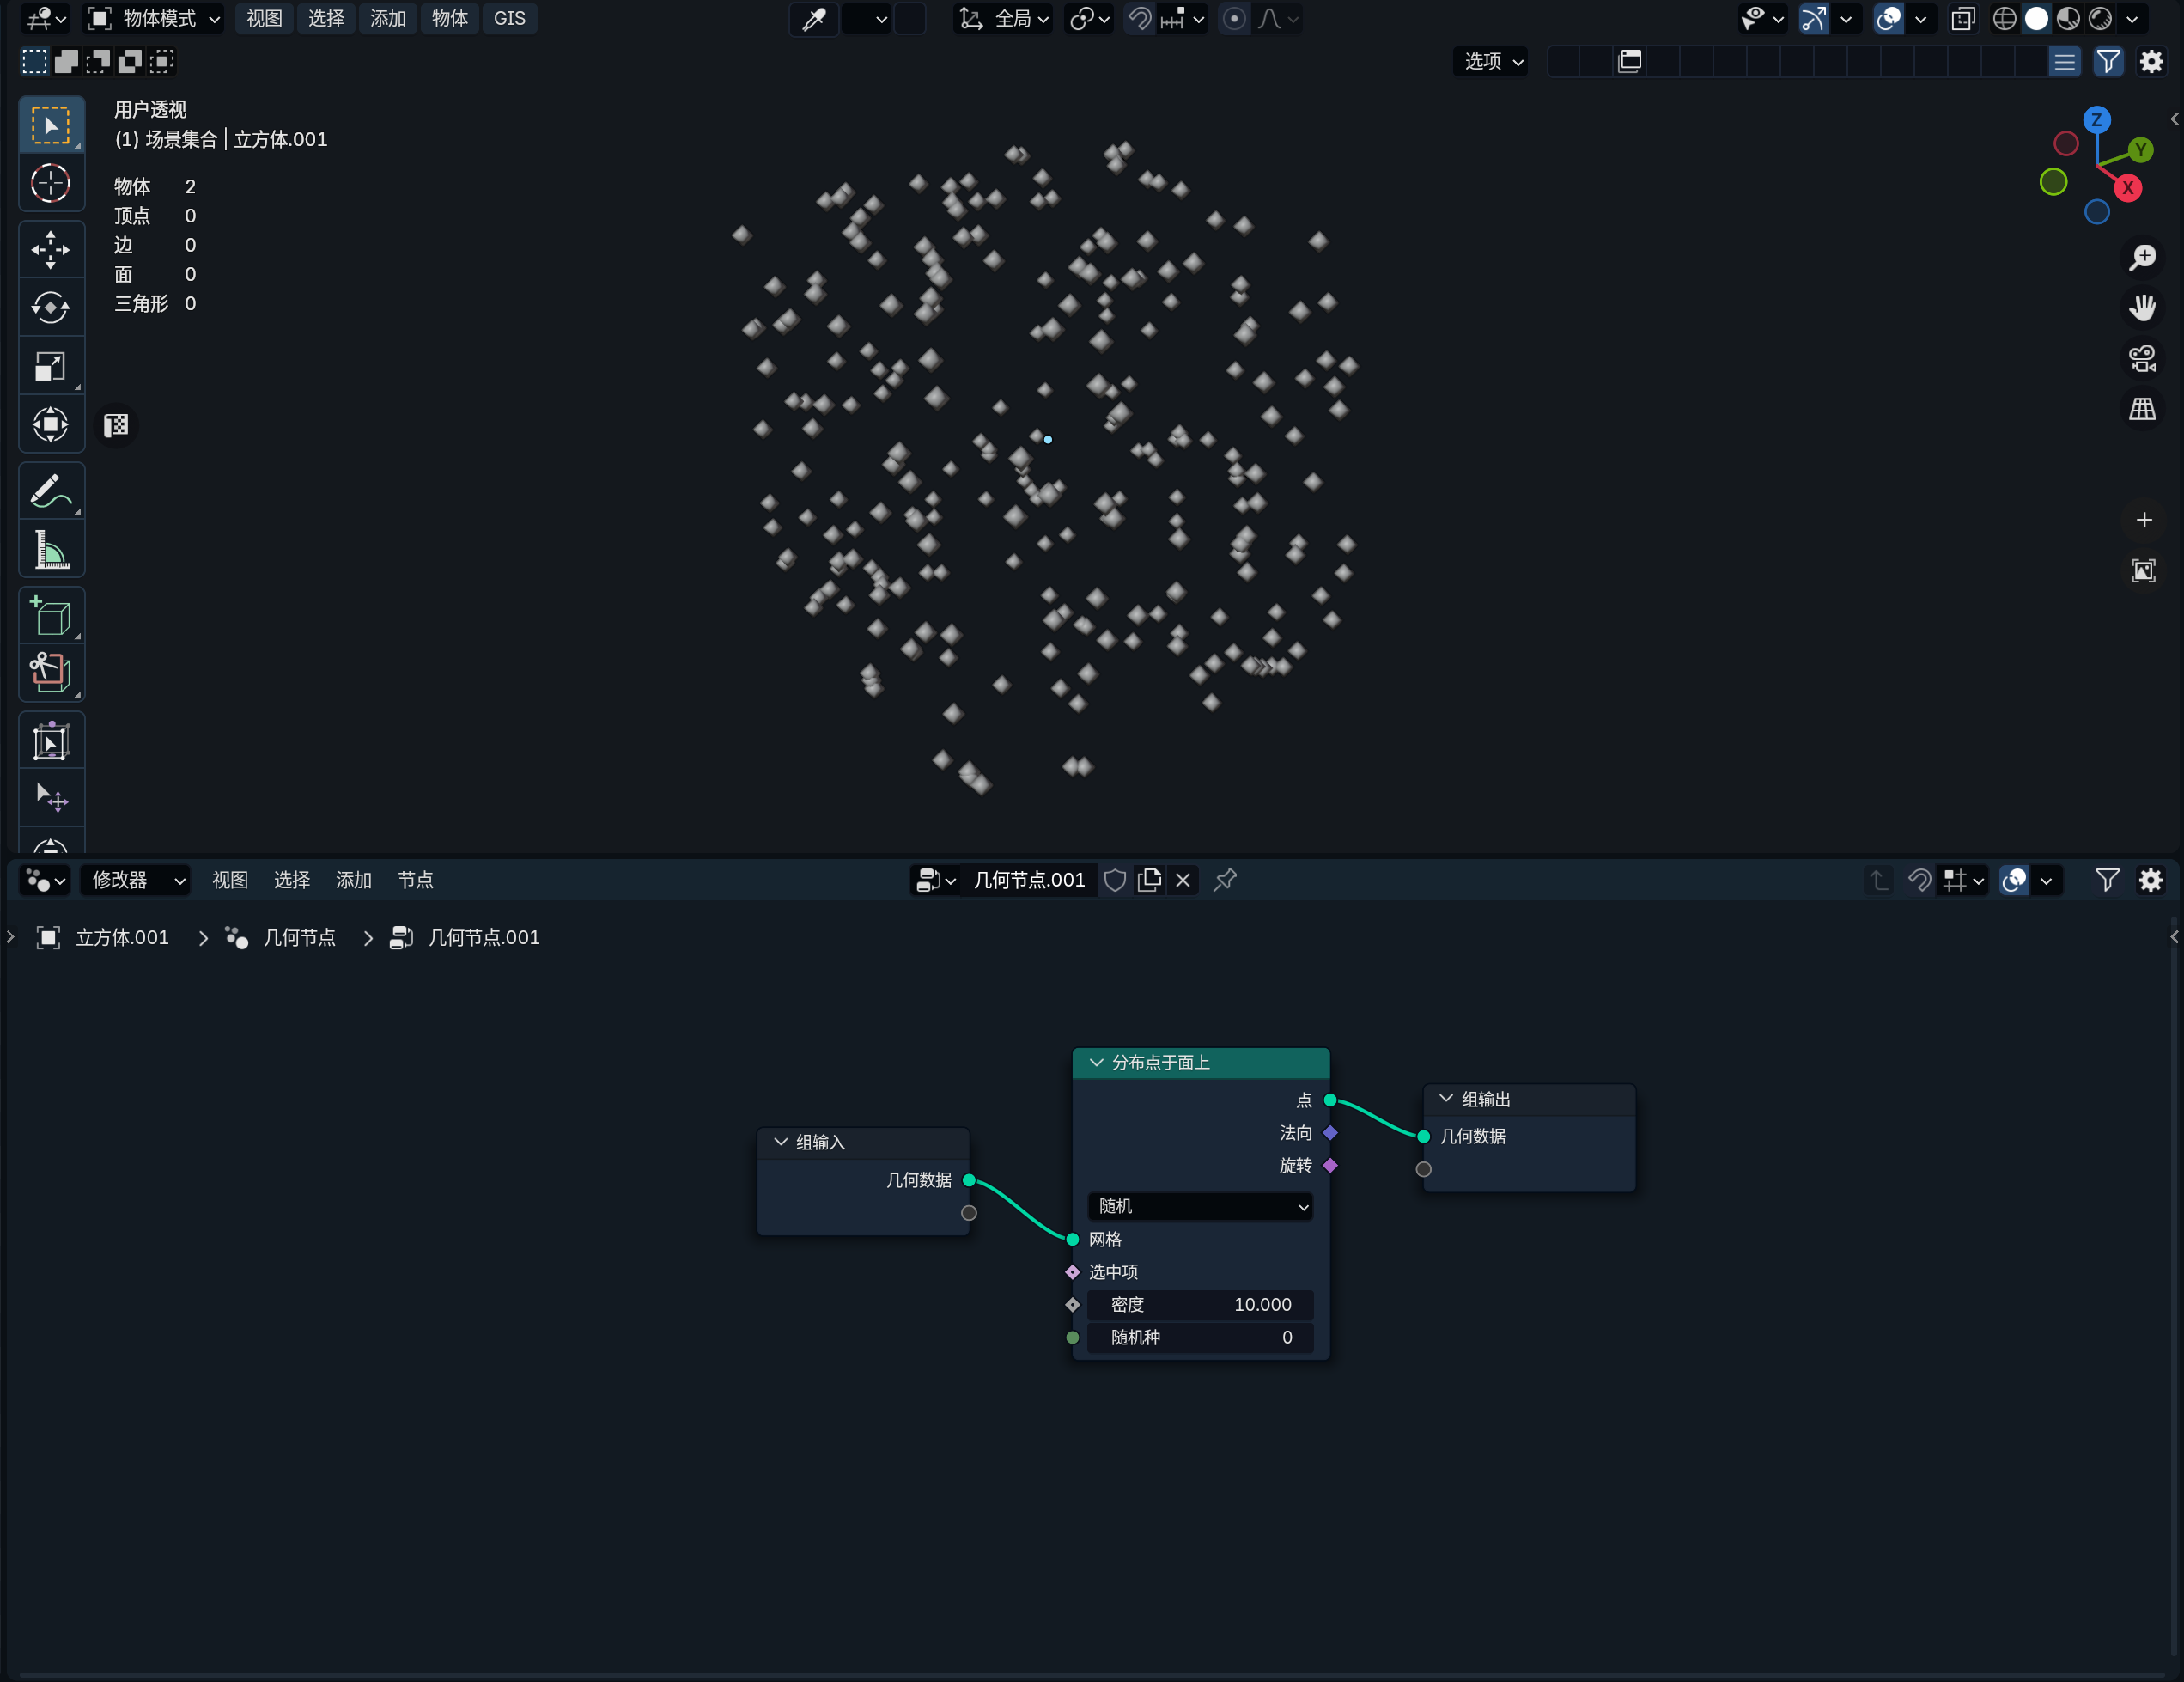 物体模式 视图 选择 添加 物体 GIS 全局
选项
用户透视
(1) 场景集合 | 立方体.001
物体 2
顶点 0
边 0
面 0
三角形 0
Z
Y
X
修改器 视图 选择 添加 节点 几何节点.001
立方体.001 几何节点 几何节点.001
分布点于面上
点
法向
旋转
随机
网格
选中项
密度 10.000
随机种 0
组输入
几何数据
组输出
几何数据